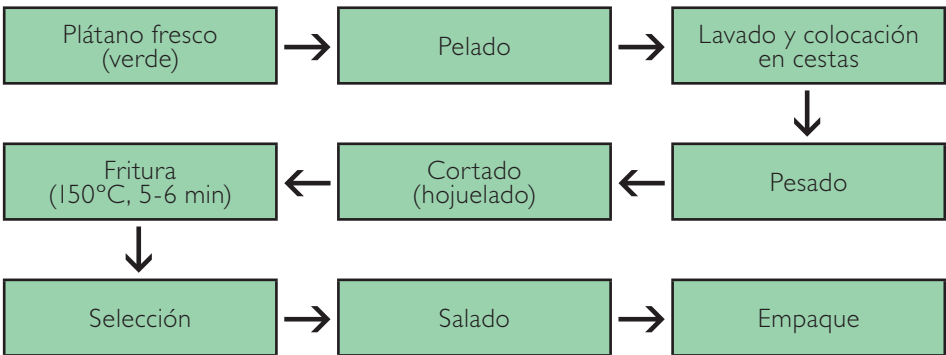 Plátano fresco
(verde)
Pelado
Lavado y colocación
en cestas
Pesado
Cortado
(hojuelado)
Fritura
(150°C, 5-6 min)
Selección
Salado
Empaque